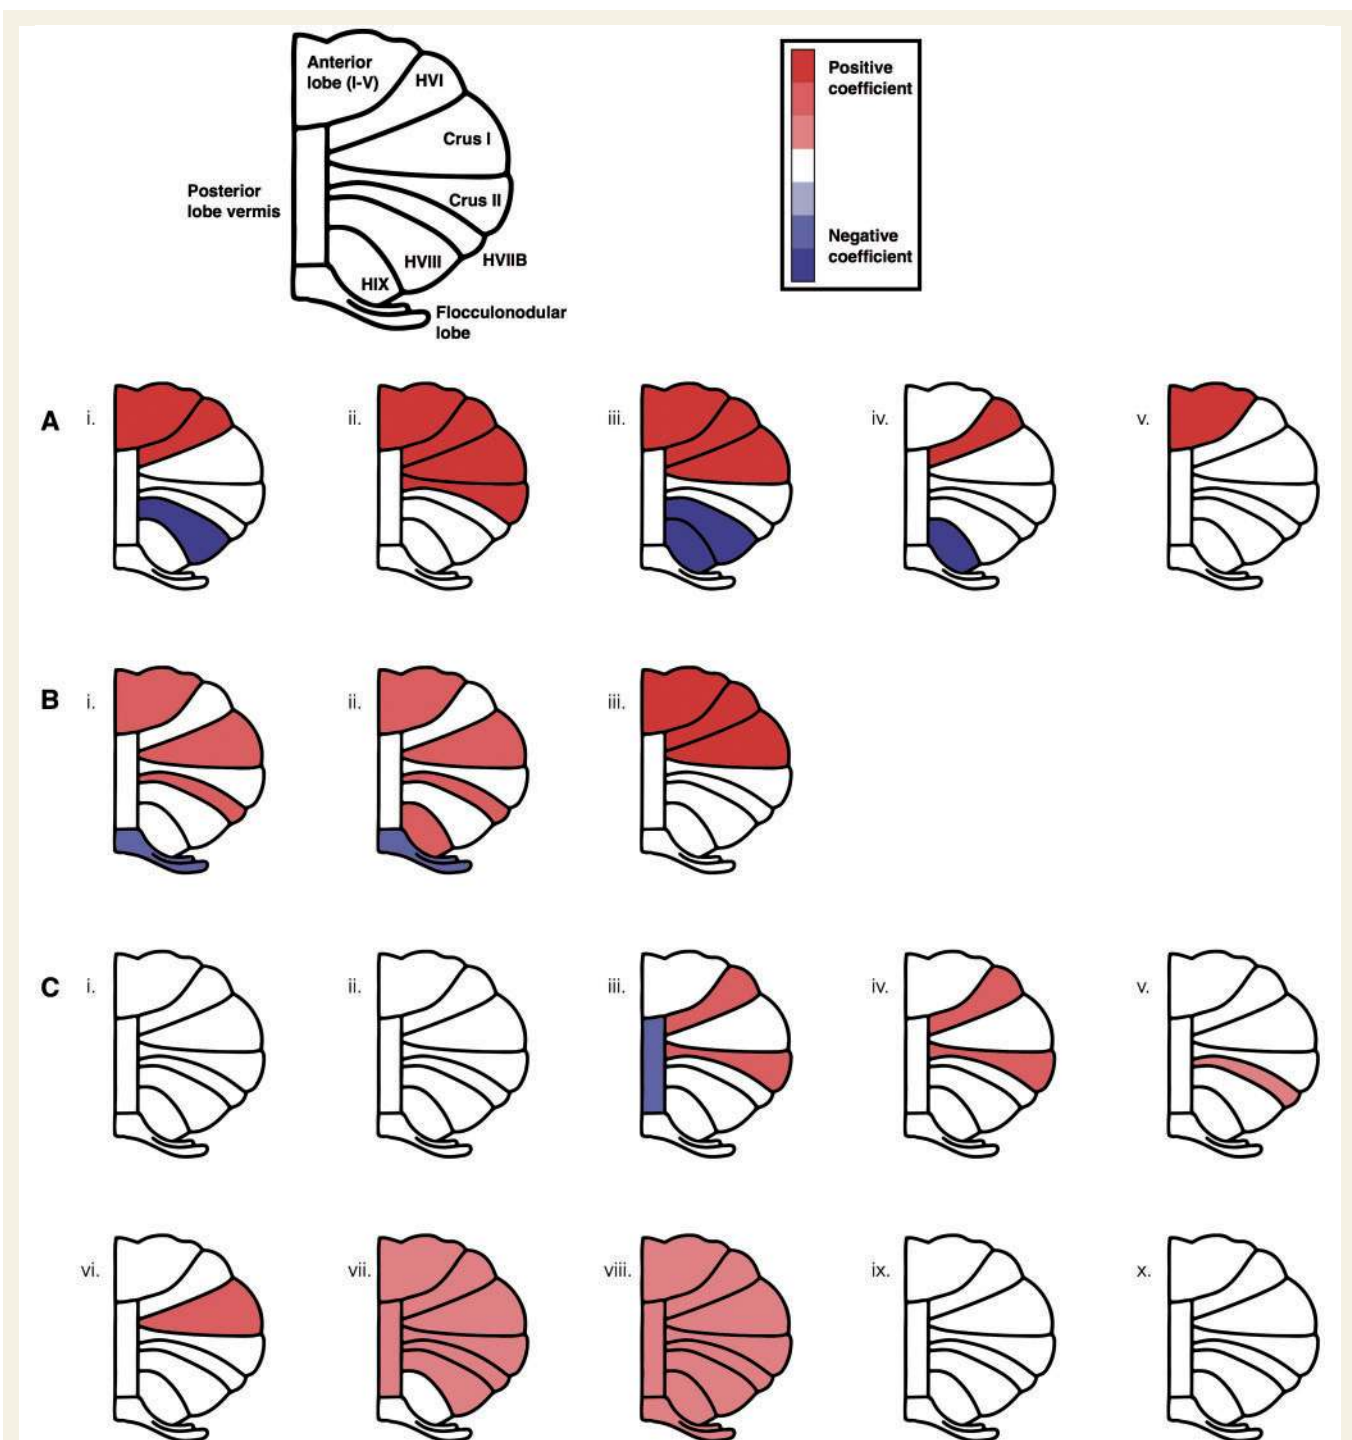 Anterior
lobe (I-V)
HVI
Crus I
Posterior
lobe vermis
Crus II
HVIII
HVIIB
HIX
Flocculonodular
lobe
Positive
coefficient
Negative
coefficient
A i. ii. iii. iv. v.
B i. ii. iii.
C i. ii. iii. iv. v.
vi. vii. viii. ix. x.